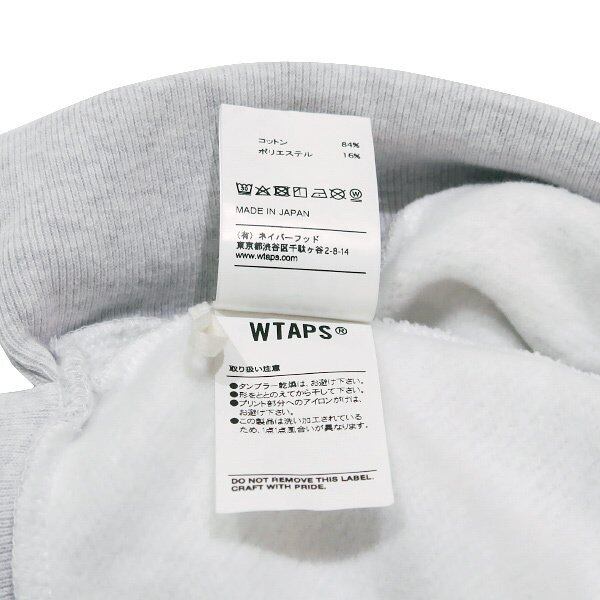 コットン 84%
ポリエステル 16%
MADE IN JAPAN
(有) ネイバーフッド
東京都渋谷区千駄ヶ谷2-8-14
www.wtaps.com
WTAPS®
取り扱い注意
●タンブラー乾燥は、お避け下さい。
●形をととのえてから干して下さい。
●プリント部分へのアイロンがけは、
お避け下さい。
●この製品は洗い加工されている
ため、1点1点風合いが異なります。
DO NOT REMOVE THIS LABEL.
CRAFT WITH PRIDE.